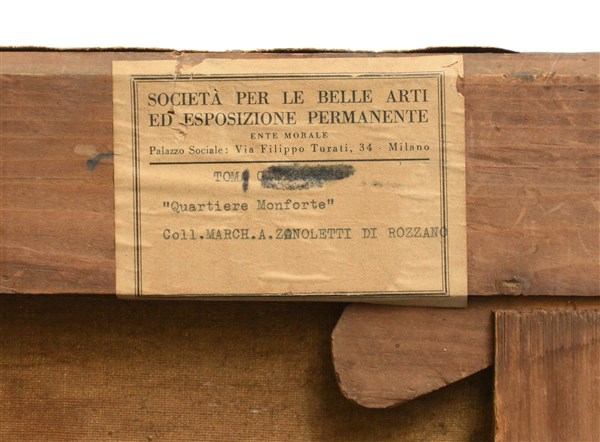 SOCIETÀ PER LE BELLE ARTI
ED ESPOSIZIONE PERMANENTE
ENTE MORALE
Palazzo Sociale: Via Filippo Turati, 34 - Milano
"Quartiere Monforte"
Coll.MARCH.A.ZANOLETTI DI ROZZANO